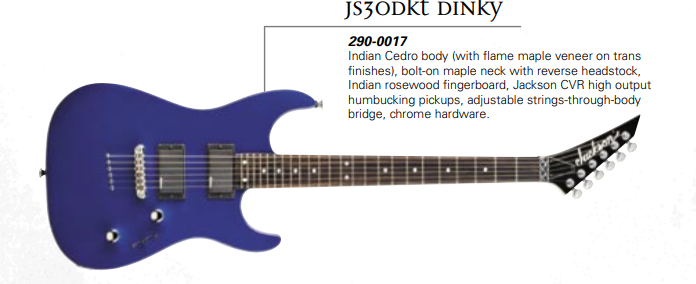 JS30DKT DINKY
290-0017
Indian Cedro body (with flame maple veneer on trans
finishes), bolt-on maple neck with reverse headstock,
Indian rosewood fingerboard, Jackson CVR high output
humbucking pickups, adjustable strings-through-body
bridge, chrome hardware.
Jackson